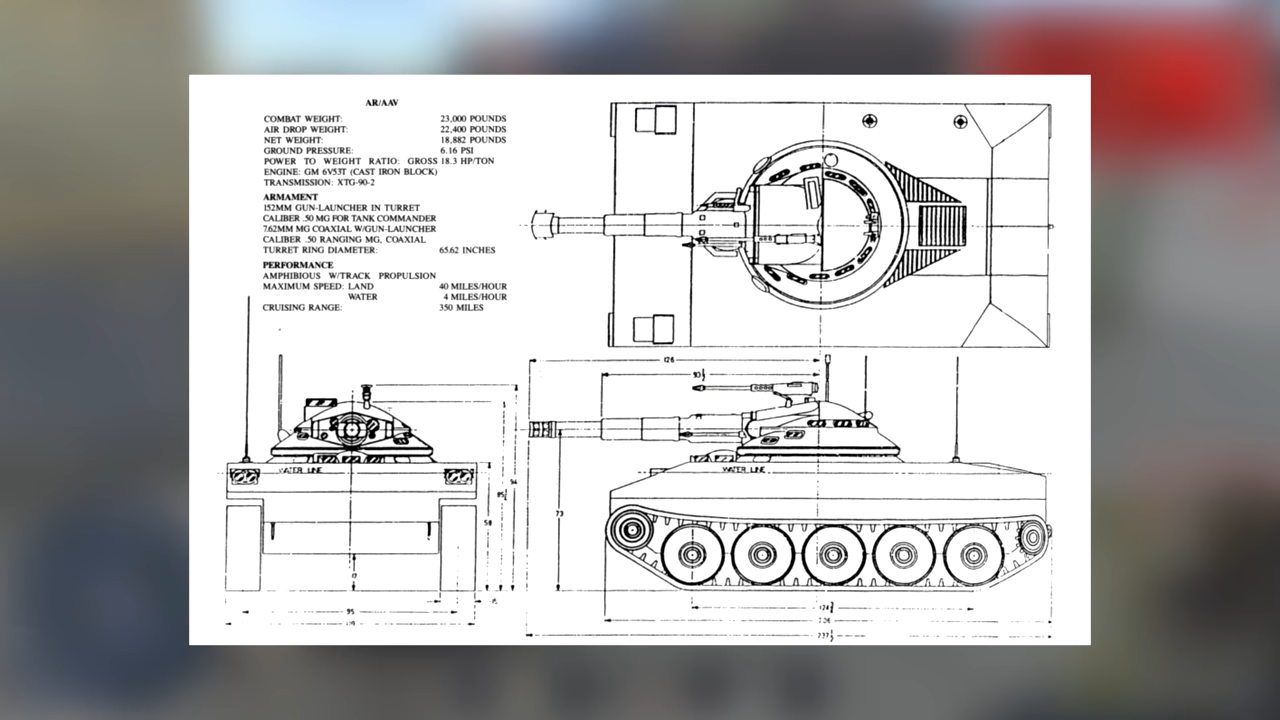 AR/AAV
COMBAT WEIGHT: 23,000 POUNDS
AIR DROP WEIGHT: 22,400 POUNDS
NET WEIGHT: 18,882 POUNDS
GROUND PRESSURE: 6.16 PSI
POWER TO WEIGHT RATIO: GROSS 18.3 HP/TON
ENGINE: GM 6V53T (CAST IRON BLOCK)
TRANSMISSION: XTG-90-2
ARMAMENT
152MM GUN-LAUNCHER IN TURRET
CALIBER .50 MG FOR TANK COMMANDER
7.62MM MG COAXIAL W/GUN-LAUNCHER
CALIBER .50 RANGING MG, COAXIAL
TURRET RING DIAMETER: 65.62 INCHES
PERFORMANCE
AMPHIBIOUS W/TRACK PROPULSION
MAXIMUM SPEED: LAND 40 MILES/HOUR
WATER 4 MILES/HOUR
CRUISING RANGE: 350 MILES
126
WATER LINE
WATER LINE
94
58
73
17
95